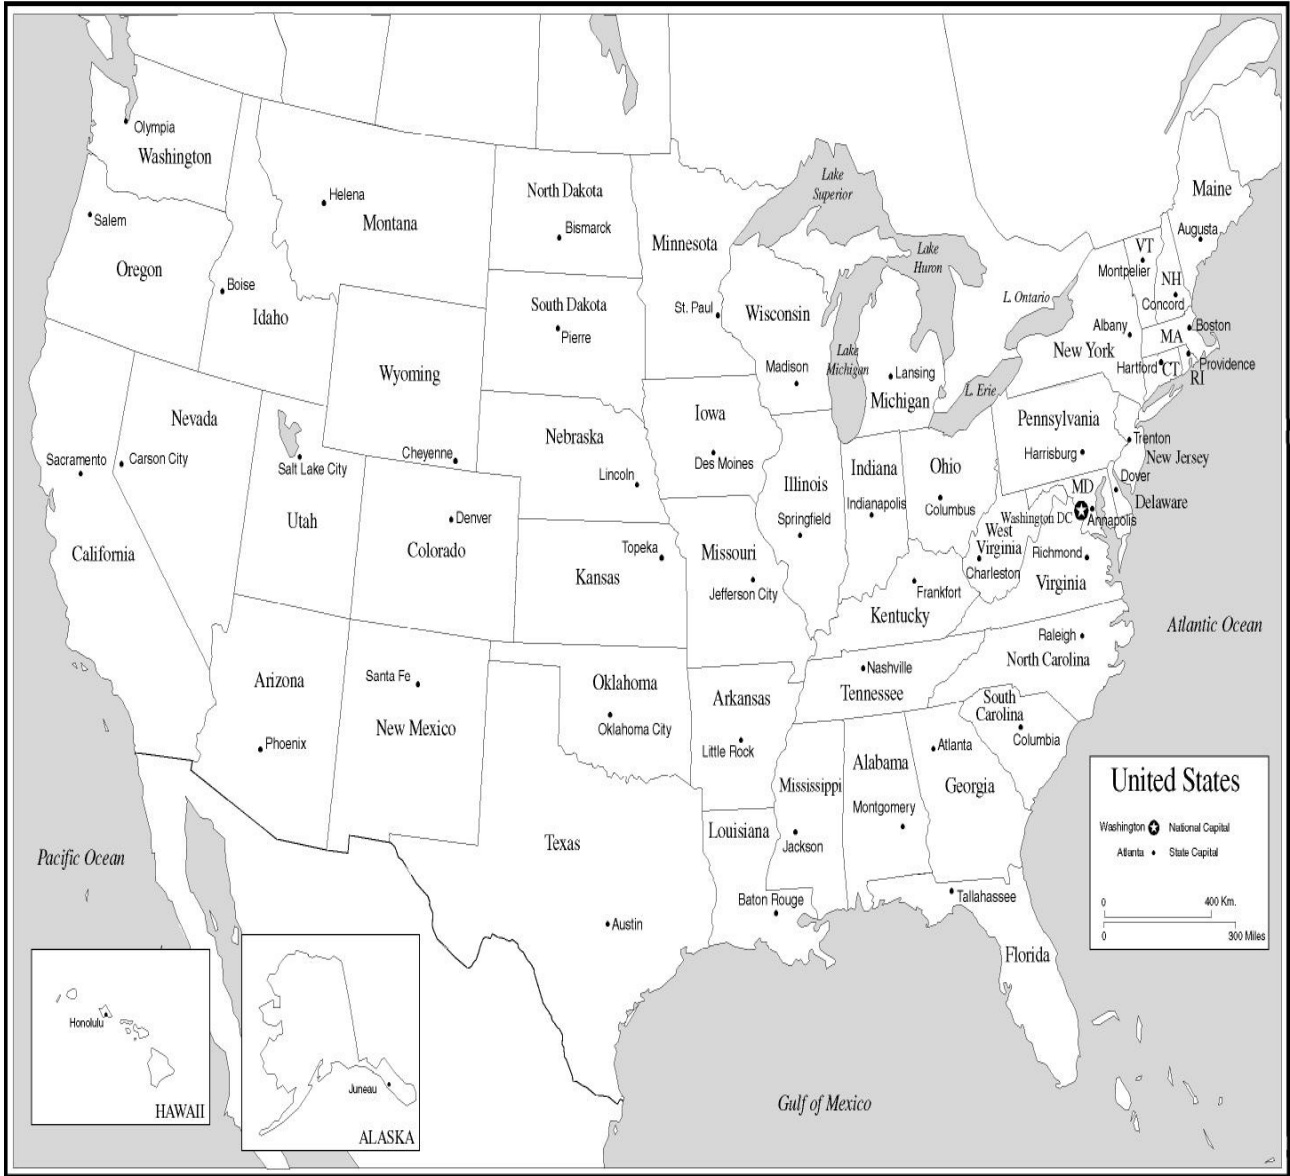 Olympia
Washington
Salem
Oregon
Helena
Montana
Boise
Idaho
North Dakota
Bismarck
South Dakota
Pierre
Minnesota
St. Paul
Lake
Superior
Wisconsin
Madison
Lake
Michigan
Lake
Huron
Lansing
Michigan
L. Ontario
L. Erie
Maine
Augusta
VT
Montpelier
NH
Concord
Albany
New York
Boston
MA
Hartford
CT
Providence
RI
Wyoming
Cheyenne
Nevada
Carson City
Sacramento
California
Salt Lake City
Utah
Denver
Colorado
Nebraska
Lincoln
Iowa
Des Moines
Illinois
Springfield
Indiana
Indianapolis
Ohio
Columbus
Pennsylvania
Harrisburg
Trenton
New Jersey
Dover
Delaware
MD
Washington DC
Annapolis
West
Virginia
Charleston
Richmond
Virginia
Topeka
Kansas
Missouri
Jefferson City
Frankfort
Kentucky
Atlantic Ocean
Raleigh
North Carolina
Nashville
Tennessee
Arizona
Phoenix
Santa Fe
New Mexico
Oklahoma
Oklahoma City
Arkansas
Little Rock
South
Carolina
Columbia
Atlanta
Georgia
Alabama
Montgomery
Mississippi
Jackson
Louisiana
Baton Rouge
Texas
Austin
Tallahassee
Florida
Pacific Ocean
Gulf of Mexico
Honolulu
HAWAII
Juneau
ALASKA
United States
Washington National Capital
Atlanta State Capital
0 400 Km.
0 300 Miles